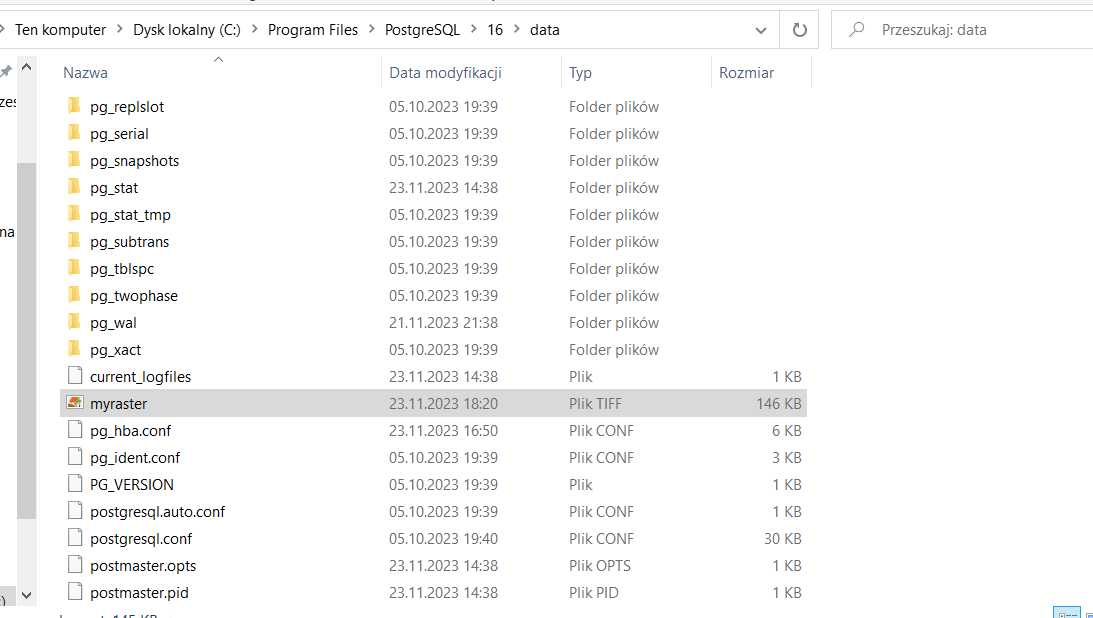 Ten komputer > Dysk lokalny (C:) > Program Files > PostgreSQL > 16 > data
Przeszukaj: data
Nazwa Data modyfikacji Typ Rozmiar
pg_replslot 05.10.2023 19:39 Folder plików
pg_serial 05.10.2023 19:39 Folder plików
pg_snapshots 05.10.2023 19:39 Folder plików
pg_stat 23.11.2023 14:38 Folder plików
pg_stat_tmp 05.10.2023 19:39 Folder plików
pg_subtrans 05.10.2023 19:39 Folder plików
pg_tblspc 05.10.2023 19:39 Folder plików
pg_twophase 05.10.2023 19:39 Folder plików
pg_wal 21.11.2023 21:38 Folder plików
pg_xact 05.10.2023 19:39 Folder plików
current_logfiles 23.11.2023 14:38 Plik 1 KB
myraster 23.11.2023 18:20 Plik TIFF 146 KB
pg_hba.conf 23.11.2023 16:50 Plik CONF 6 KB
pg_ident.conf 05.10.2023 19:39 Plik CONF 3 KB
PG_VERSION 05.10.2023 19:39 Plik 1 KB
postgresql.auto.conf 05.10.2023 19:39 Plik CONF 1 KB
postgresql.conf 05.10.2023 19:40 Plik CONF 30 KB
postmaster.opts 23.11.2023 14:38 Plik OPTS 1 KB
postmaster.pid 23.11.2023 14:38 Plik PID 1 KB
145 KB